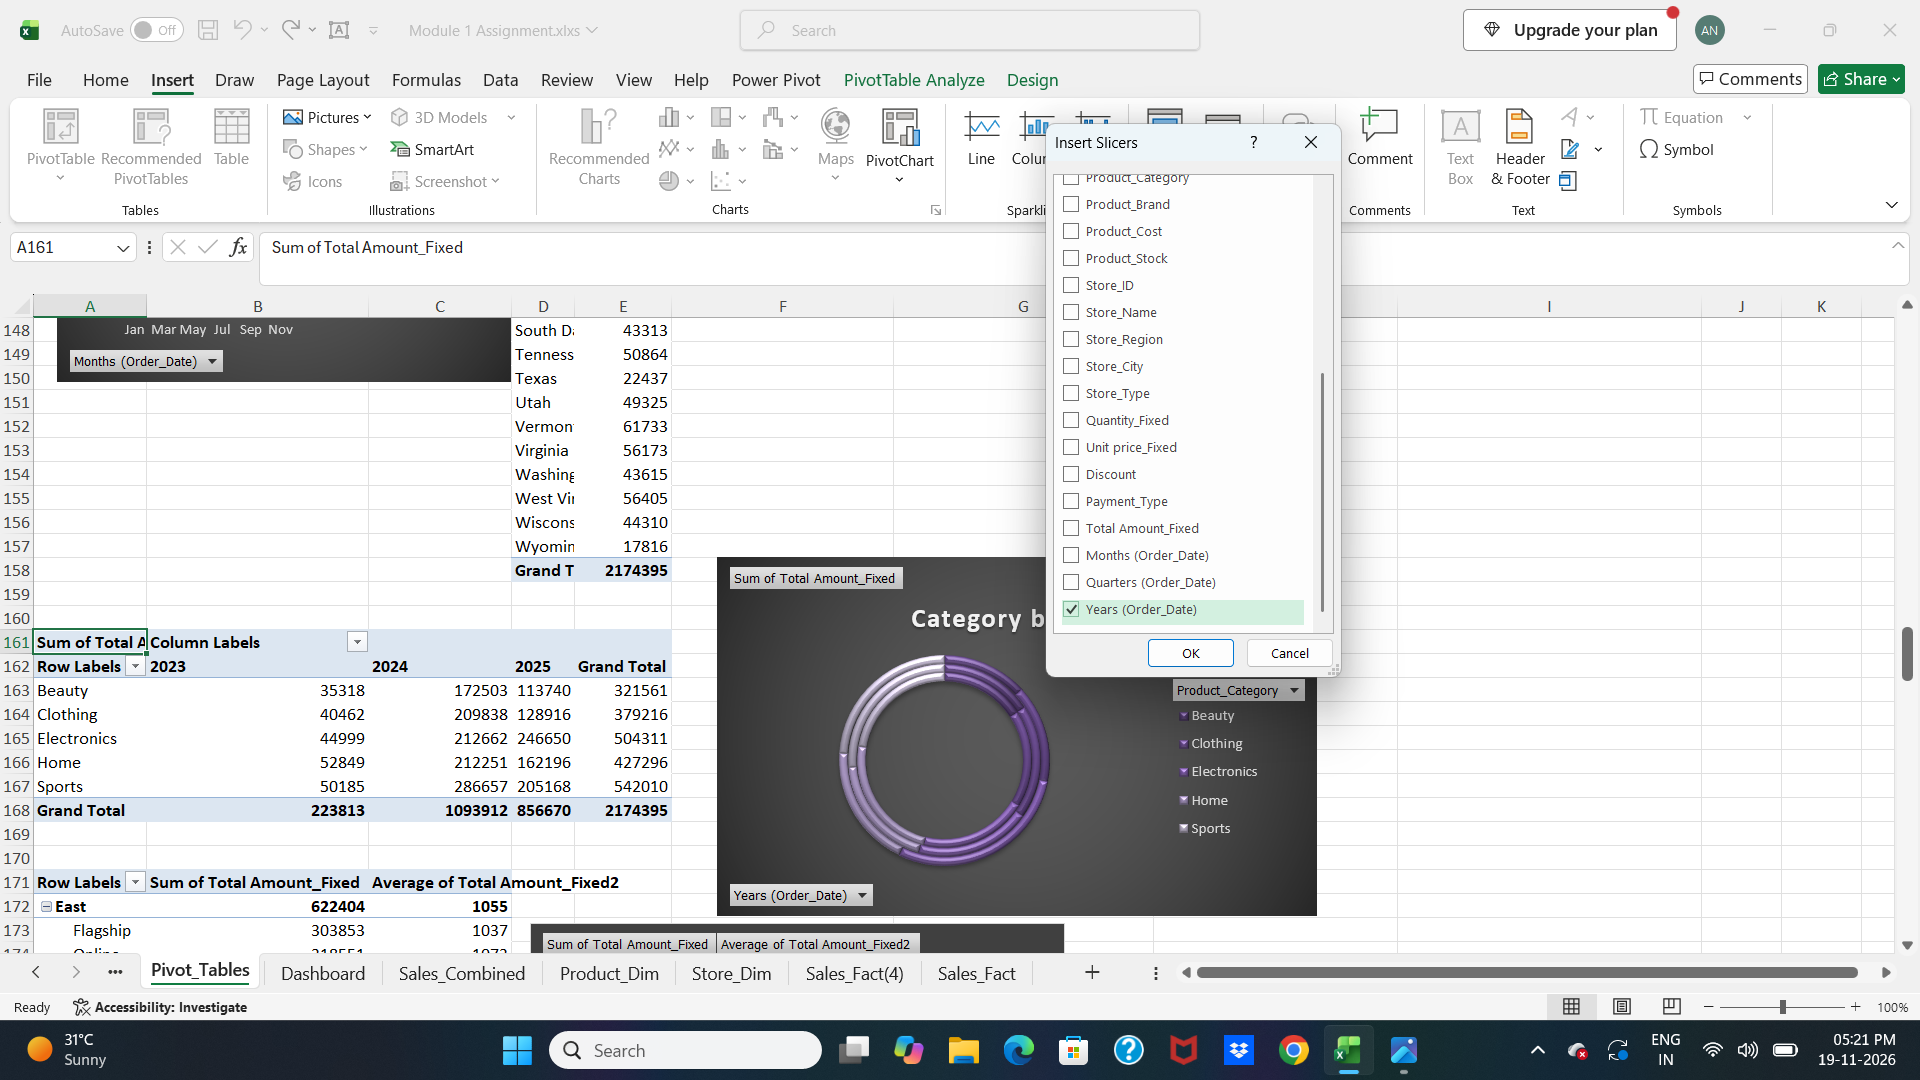 AutoSave Off Module 1 Assignment.xlxs Search Upgrade your plan AN
File Home Insert Draw Page Layout Formulas Data Review View Help Power Pivot PivotTable Analyze Design Comments Share
PivotTable Recommended PivotTables Table
Tables
Pictures 3D Models
Shapes SmartArt
Icons Screenshot
Illustrations
Recommended Charts
Maps PivotChart
Charts
Line
Comment
Comments
Text Box Header & Footer
Text
Equation
Symbol
Symbols
A161 fx Sum of Total Amount_Fixed
A B C D E F G I J K
148 Jan Mar May Jul Sep Nov 43313
149 50864
Months (Order_Date)
150 Texas 22437
151 Utah 49325
152 61733
153 Virginia 56173
154 43615
155 56405
156 44310
157 17816
158 2174395
159
160
161 Column Labels
162 Row Labels 2023 2024 2025 Grand Total
163 Beauty 35318 172503 113740 321561
164 Clothing 40462 209838 128916 379216
165 Electronics 44999 212662 246650 504311
166 Home 52849 212251 162196 427296
167 Sports 50185 286657 205168 542010
168 Grand Total 223813 1093912 856670 2174395
169
170
171 Row Labels Sum of Total Amount_Fixed Average of Total Amount_Fixed2
172 East 622404 1055
173 Flagship 303853 1037
Sum of Total Amount_Fixed
Category
Product_Category
Beauty
Clothing
Electronics
Home
Sports
Years (Order_Date)
Sum of Total Amount_Fixed Average of Total Amount_Fixed2
Insert Slicers ?
Product_Category
Product_Brand
Product_Cost
Product_Stock
Store_ID
Store_Name
Store_Region
Store_City
Store_Type
Quantity_Fixed
Unit price_Fixed
Discount
Payment_Type
Total Amount_Fixed
Months (Order_Date)
Quarters (Order_Date)
Years (Order_Date)
OK Cancel
Pivot_Tables Dashboard Sales_Combined Product_Dim Store_Dim Sales_Fact(4) Sales_Fact
Ready Accessibility: Investigate 100%
31°C
Sunny
Search
ENG
IN
05:21 PM
19-11-2026